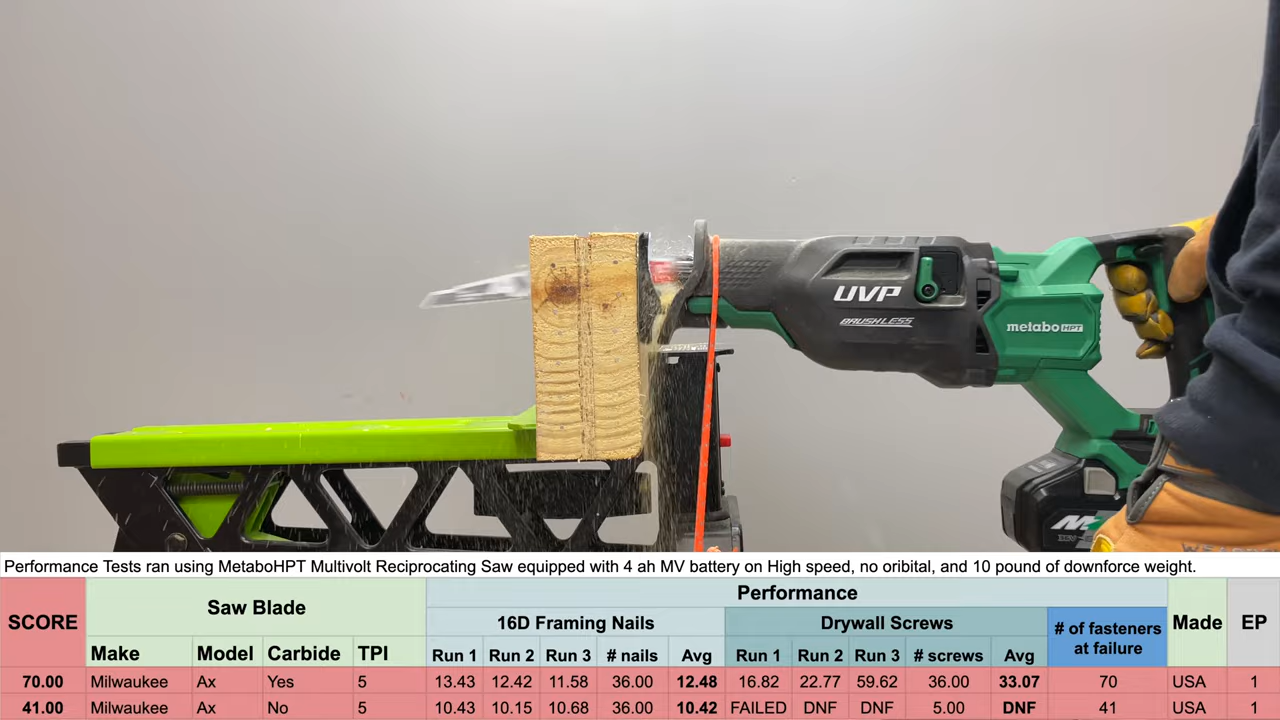 UVP
BRUSHLESS
metabo HPT
Performance Tests ran using MetaboHPT Multivolt Reciprocating Saw equipped with 4 ah MV battery on High speed, no oribital, and 10 pound of downforce weight.
SCORE Saw Blade Performance Made EP
16D Framing Nails Drywall Screws # of fasteners at failure
Make Model Carbide TPI Run 1 Run 2 Run 3 # nails Avg Run 1 Run 2 Run 3 # screws Avg
70.00 Milwaukee Ax Yes 5 13.43 12.42 11.58 36.00 12.48 16.82 22.77 59.62 36.00 33.07 70 USA 1
41.00 Milwaukee Ax No 5 10.43 10.15 10.68 36.00 10.42 FAILED DNF DNF 5.00 DNF 41 USA 1